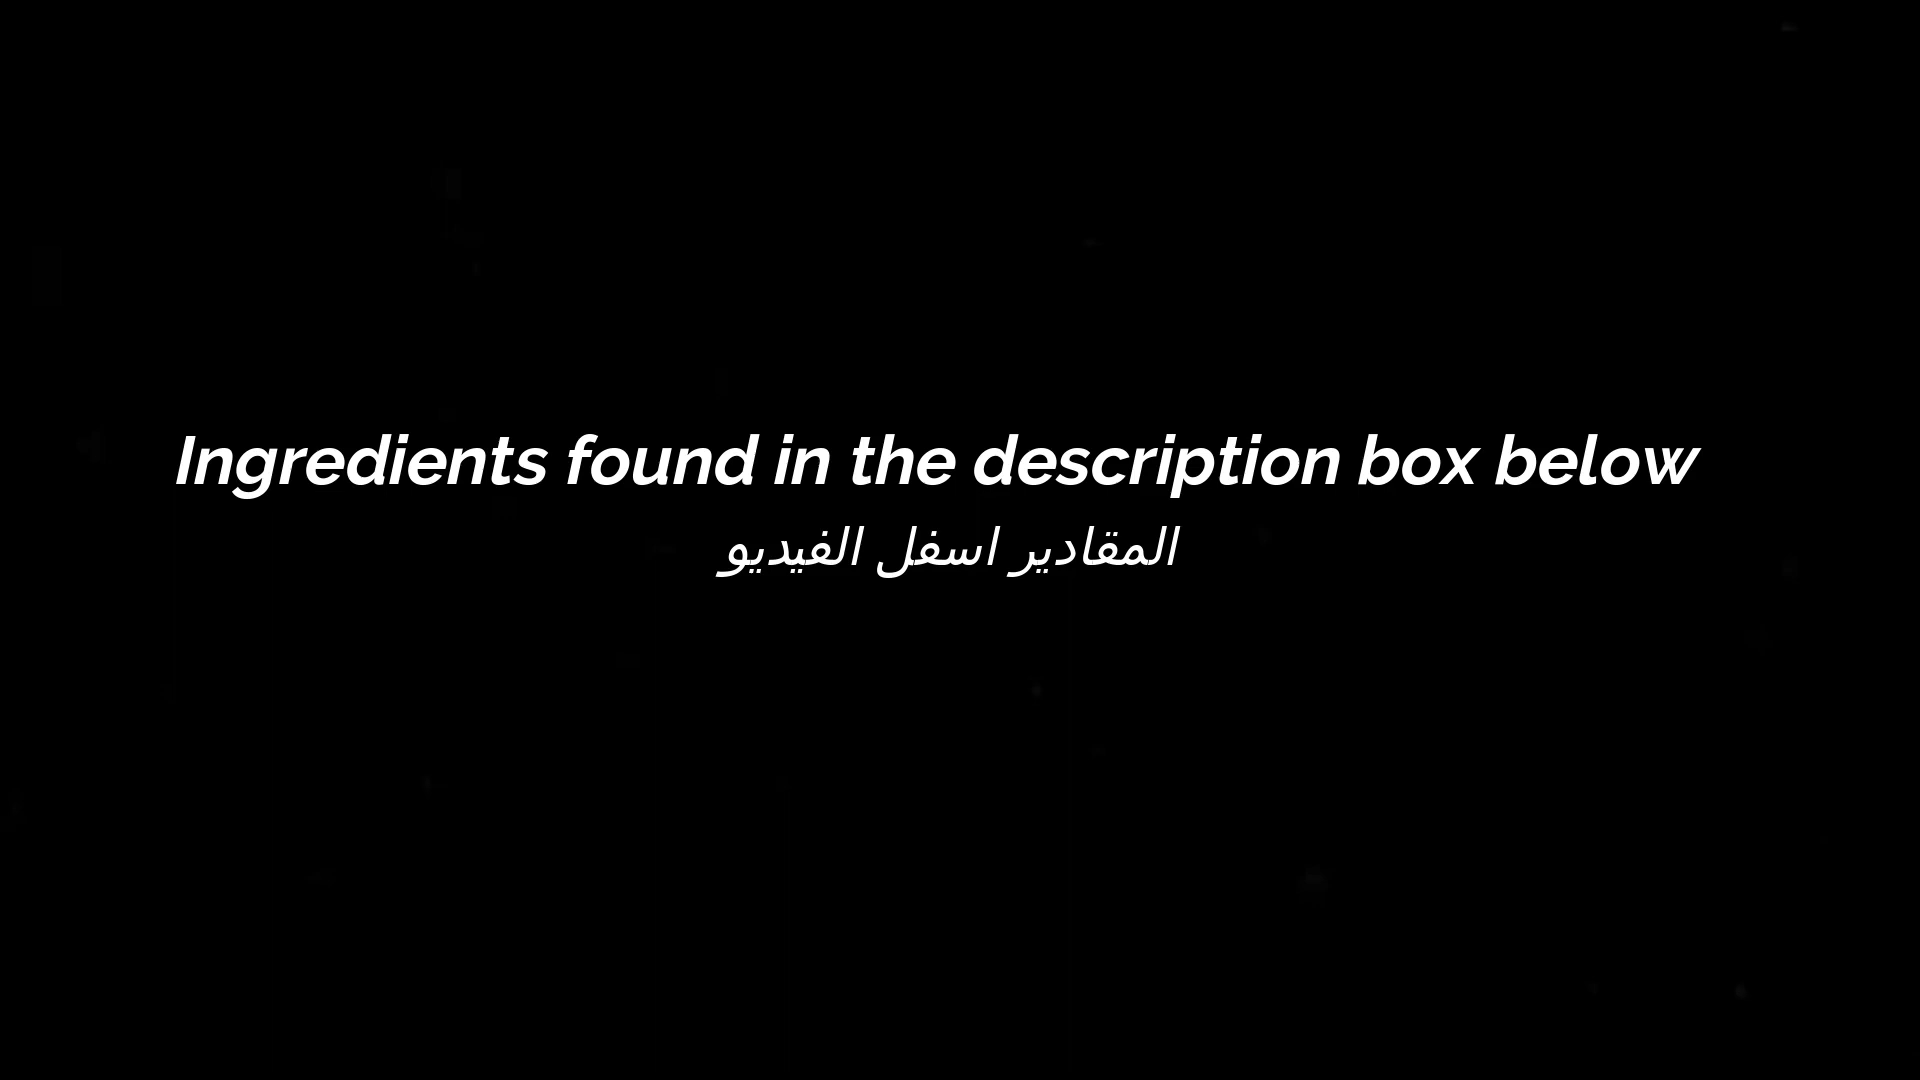 Ingredients found in the description box below
المقادير اسفل الفيديو